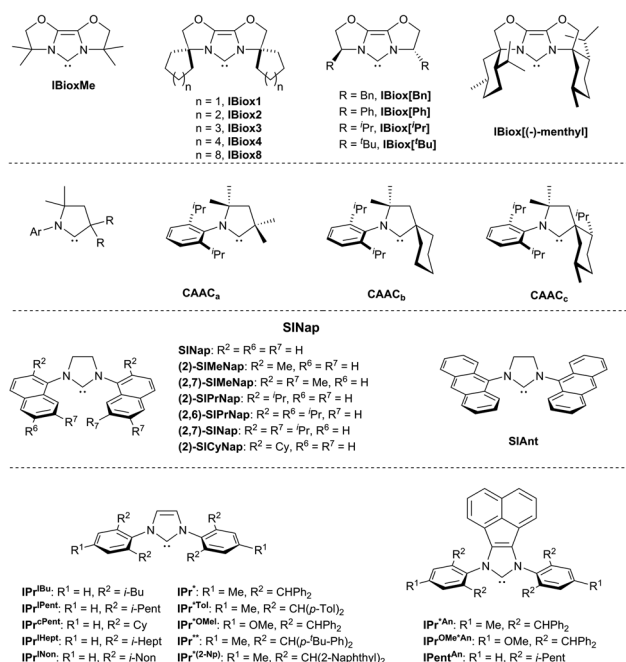 O O
N N
IBioxMe
O O
N N
( )n ( )n
n = 1, IBiox1
n = 2, IBiox2
n = 3, IBiox3
n = 4, IBiox4
n = 8, IBiox8
O O
N N
R R
R = Bn, IBiox[Bn]
R = Ph, IBiox[Ph]
R = iPr, IBiox[iPr]
R = tBu, IBiox[tBu]
O O
N N
IBiox[(-)-menthyl]
Ar N R
R
iPr
N
iPr
CAACa
iPr
N
iPr
CAACb
iPr iPr
N
iPr
CAACc
SINap
R2 R2
N N
R6 R7 R7 R6
SINap: R2 = R6 = R7 = H
(2)-SIMeNap: R2 = Me, R6 = R7 = H
(2,7)-SIMeNap: R2 = R7 = Me, R6 = H
(2)-SIPrNap: R2 = iPr, R6 = R7 = H
(2,6)-SIPrNap: R2 = R6 = iPr, R7 = H
(2,7)-SINap: R2 = R7 = iPr, R6 = H
(2)-SICyNap: R2 = Cy, R6 = R7 = H
N N
SIAnt
R2 R2
N N
R1 R2 R2 R1
IPrIBu: R1 = H, R2 = i-Bu
IPrIPent: R1 = H, R2 = i-Pent
IPrcPent: R1 = H, R2 = Cy
IPrIHept: R1 = H, R2 = i-Hept
IPrINon: R1 = H, R2 = i-Non
IPr*: R1 = Me, R2 = CHPh2
IPr*Tol: R1 = Me, R2 = CH(p-Tol)2
IPr*OMeI: R1 = OMe, R2 = CHPh2
IPr**: R1 = Me, R2 = CH(p-tBu-Ph)2
IPr*(2-Np): R1 = Me, R2 = CH(2-Naphthyl)2
R2 R2
N N
R1 R2 R2 R1
IPr*An: R1 = Me, R2 = CHPh2
IPrOMe*An: R1 = OMe, R2 = CHPh2
IPentAn: R1 = H, R2 = i-Pent